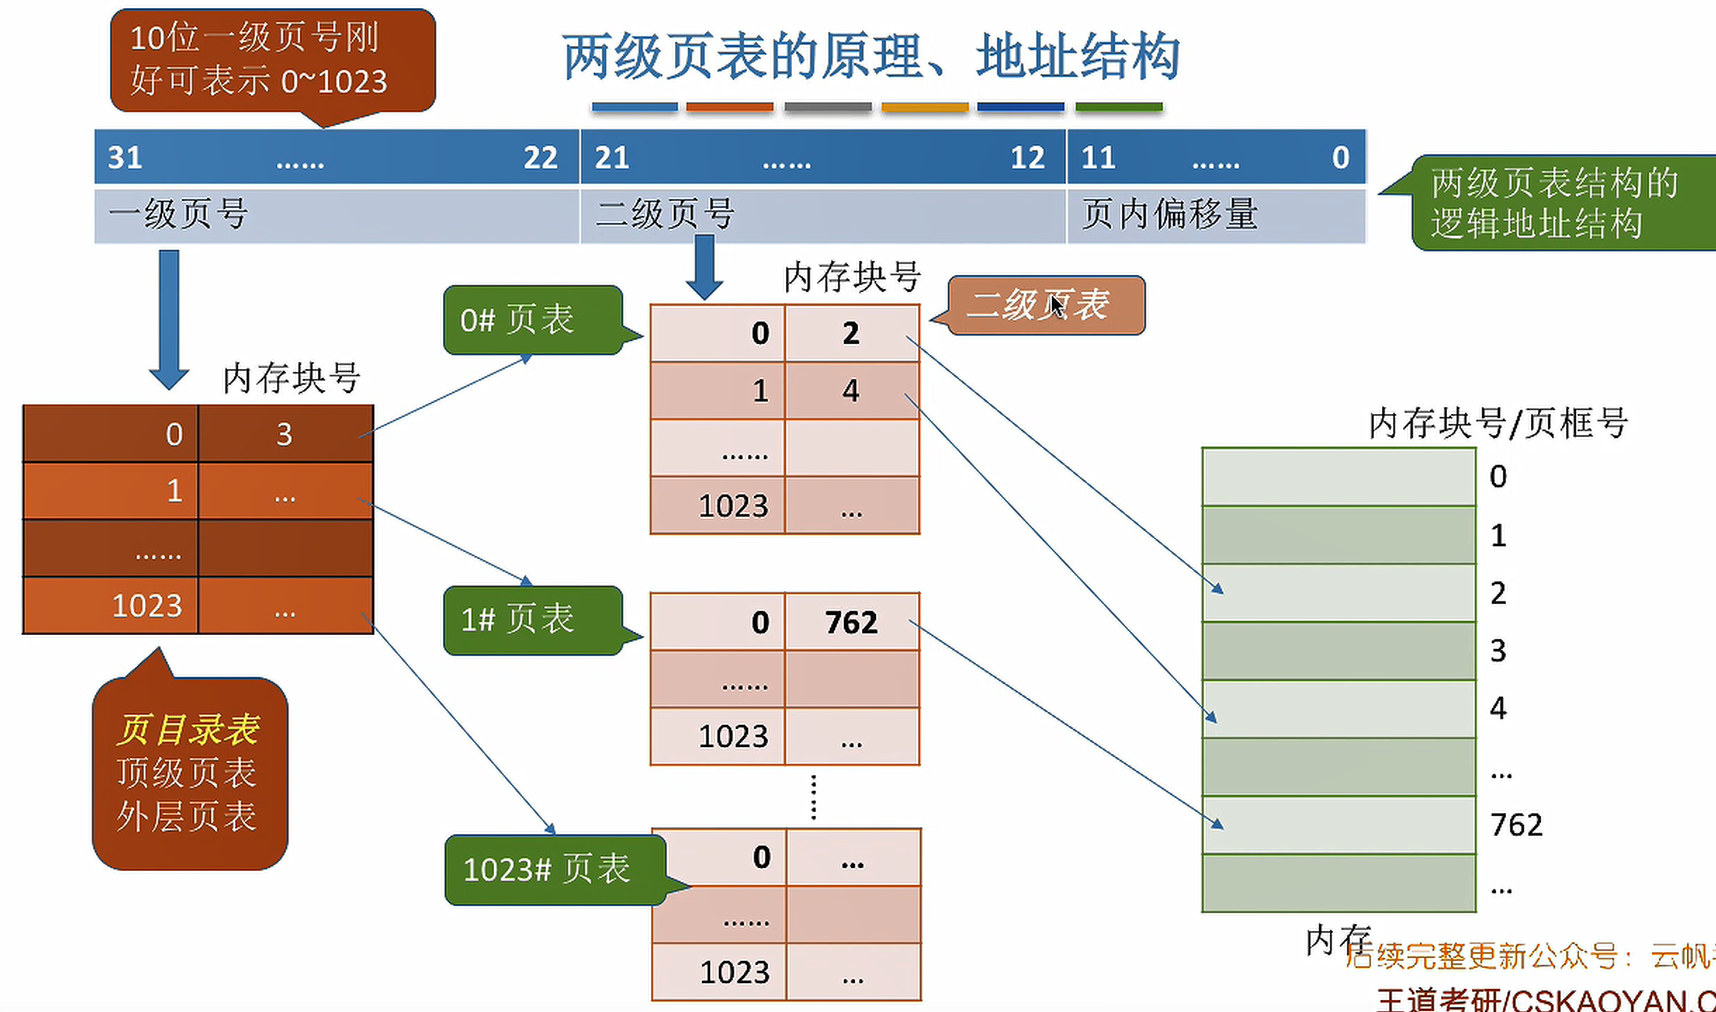 10位一级页号刚
好可表示 0~1023
两级页表的原理、地址结构
31 …… 22 21 …… 12 11 …… 0
一级页号 二级页号 页内偏移量
两级页表结构的
逻辑地址结构
内存块号
0 3
1 ...
……
1023 ...
页目录表
顶级页表
外层页表
0# 页表
内存块号
二级页表
0 2
1 4
……
1023 ...
1# 页表
0 762
……
1023 ...
1023# 页表
0 ...
……
1023 ...
内存块号/页框号
0
1
2
3
4
...
762
...
内存
后续完整更新公众号：云帆
王道考研/CSKAOYAN.C